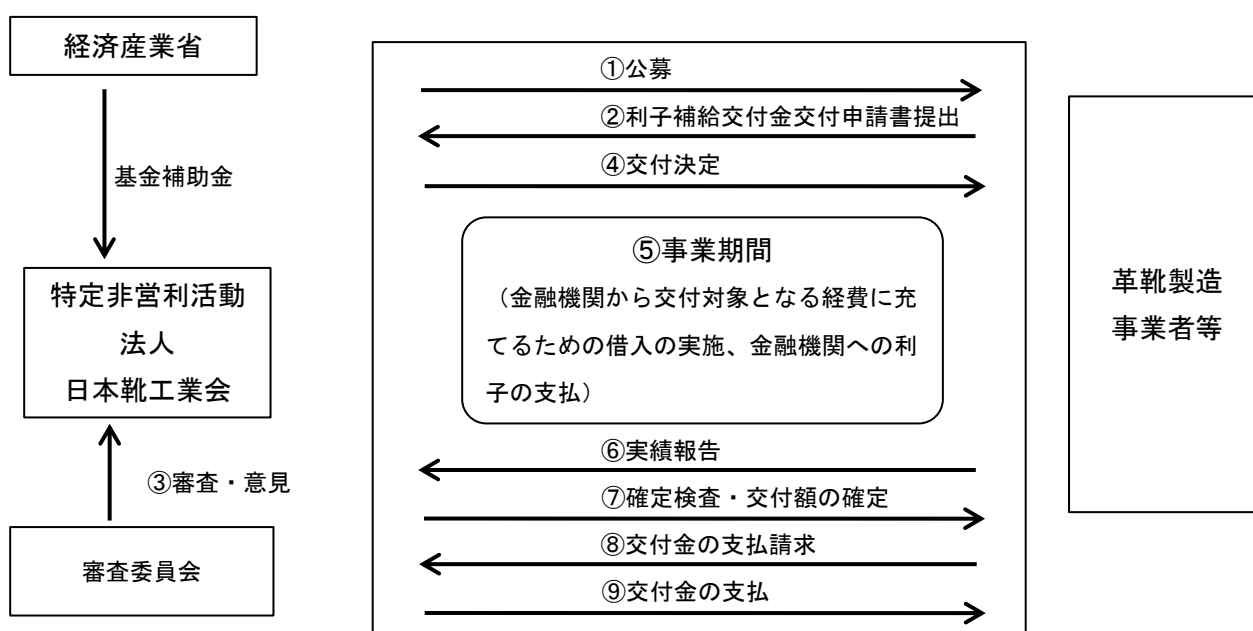 経済産業省
基金補助金
特定非営利活動
法人
日本靴工業会
③審査・意見
審査委員会
①公募
②利子補給交付金交付申請書提出
④交付決定
⑤事業期間
（金融機関から交付対象となる経費に充
てるための借入の実施、金融機関への利
子の支払）
⑥実績報告
⑦確定検査・交付額の確定
⑧交付金の支払請求
⑨交付金の支払
革靴製造
事業者等